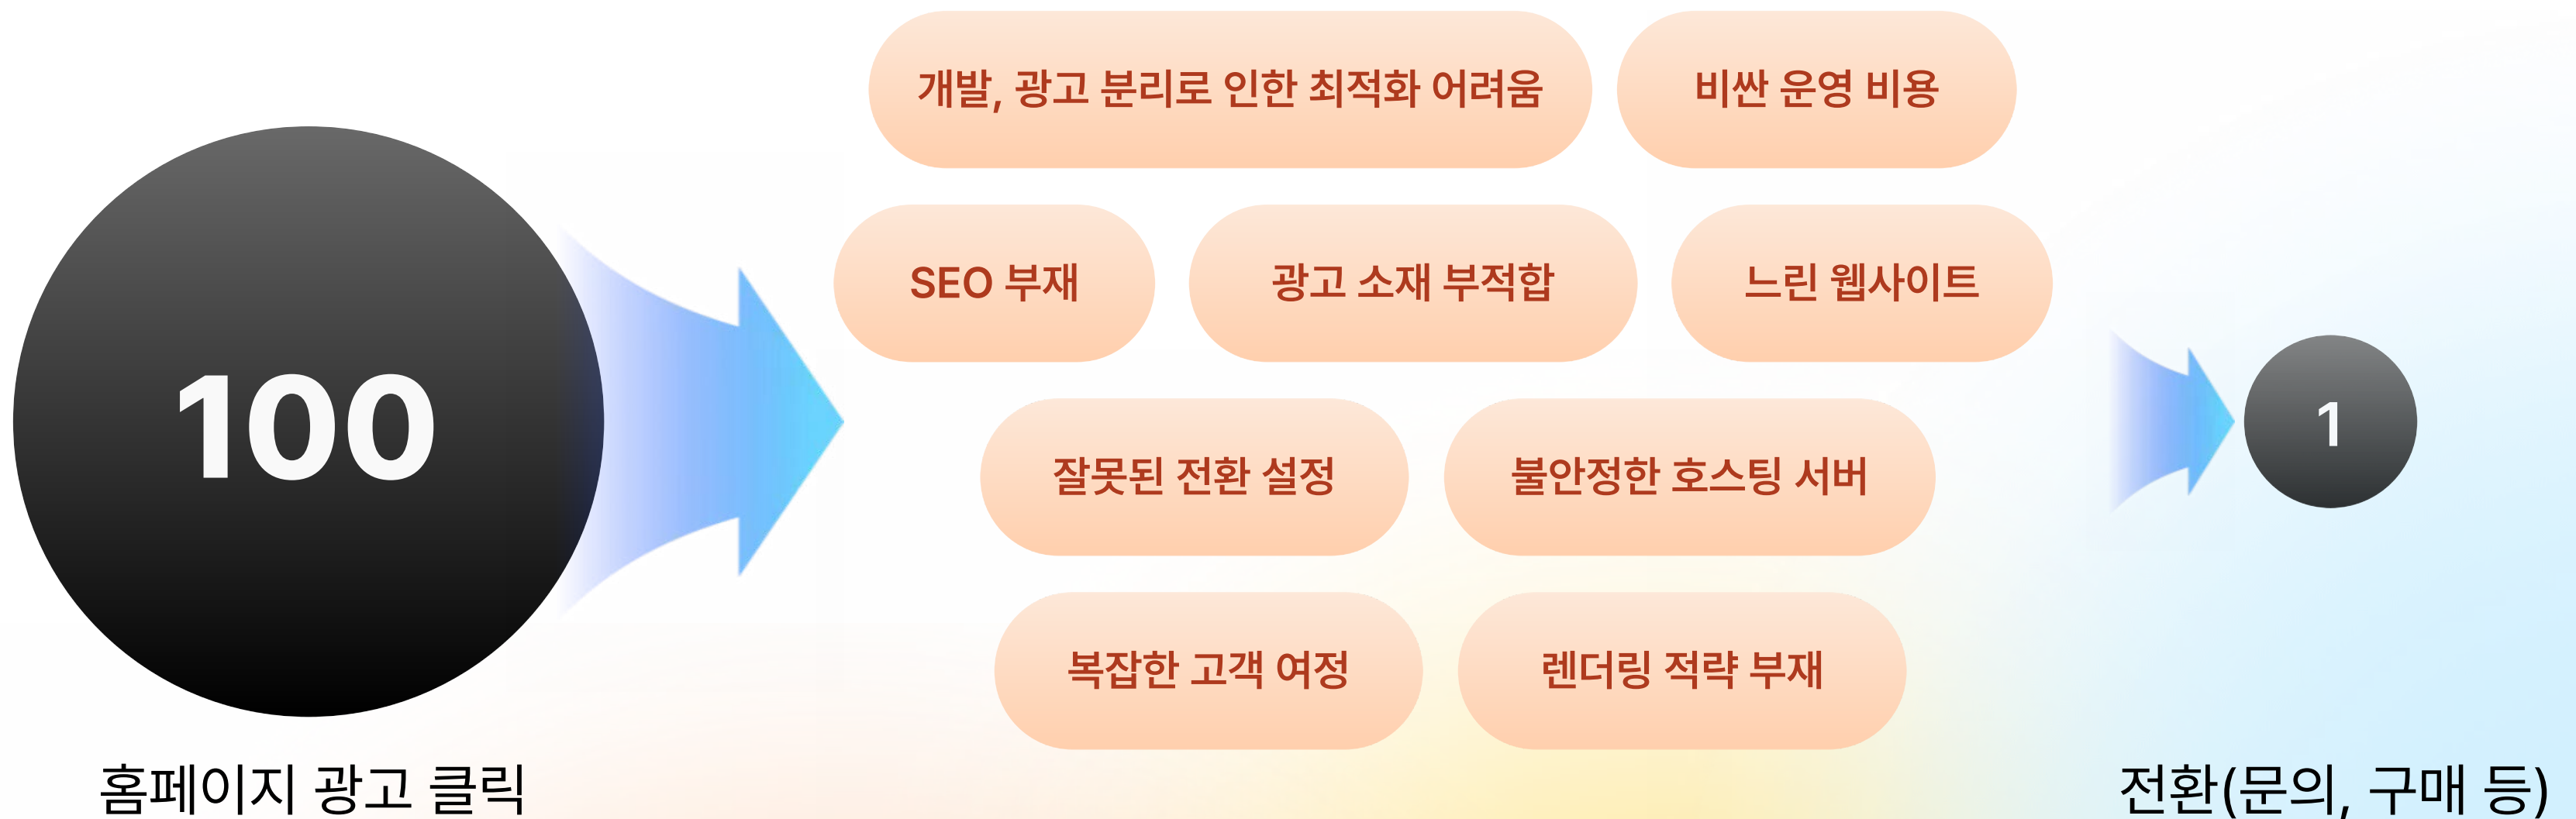 개발, 광고 분리로 인한 최적화 어려움
비싼 운영 비용
SEO 부재
광고 소재 부적합
느린 웹사이트
100
1
잘못된 전환 설정
불안정한 호스팅 서버
복잡한 고객 여정
렌더링 적략 부재
홈페이지 광고 클릭
전환(문의, 구매 등)